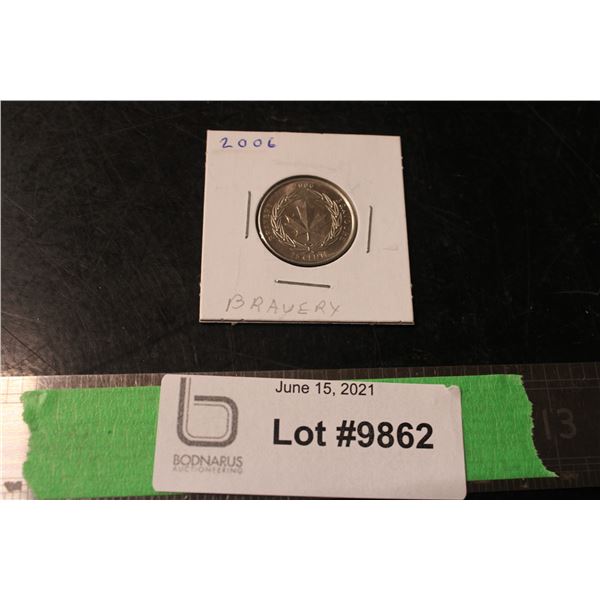 2006
BRAVERY
June 15, 2021
Lot #9862
BODNARUS
AUCTIONEERING
13